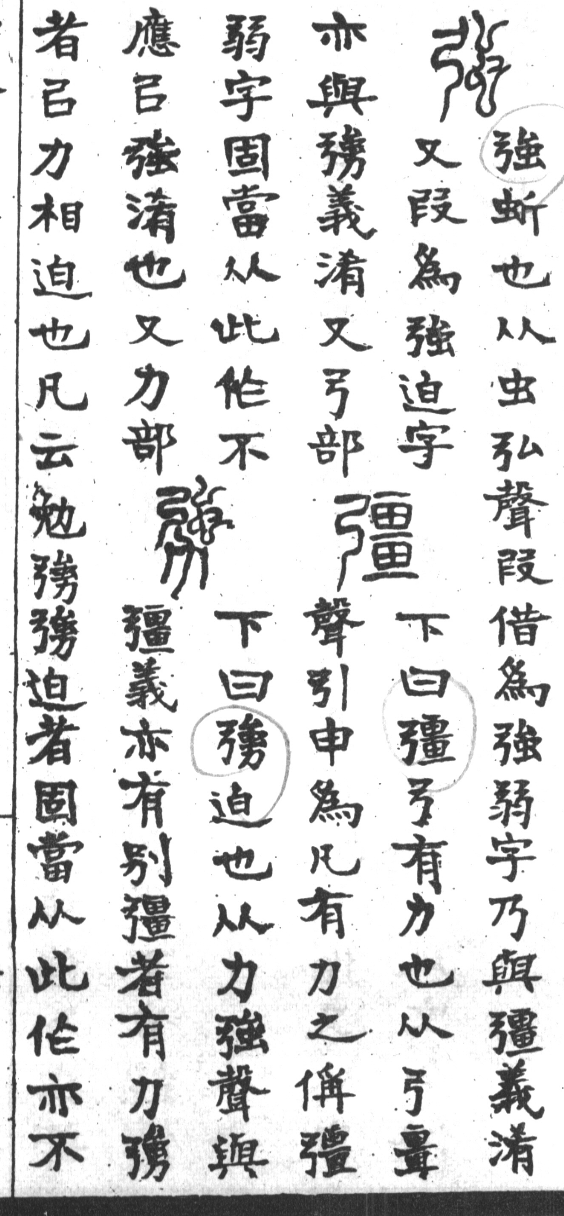 強
強蚚也从虫弘聲叚借為強弱字乃與彊義淆
又叚為強迫字
亦與勥義淆又弓部
彊
下曰彊弓有力也从弓畺
聲引申為凡有力之偁彊
弱字固當从此作不
應㠯強淆也又力部
勥
下曰勥迫也从力強聲與
彊義亦有別彊者有力勥
者㠯力相迫也凡云勉勥勥迫者固當从此作亦不